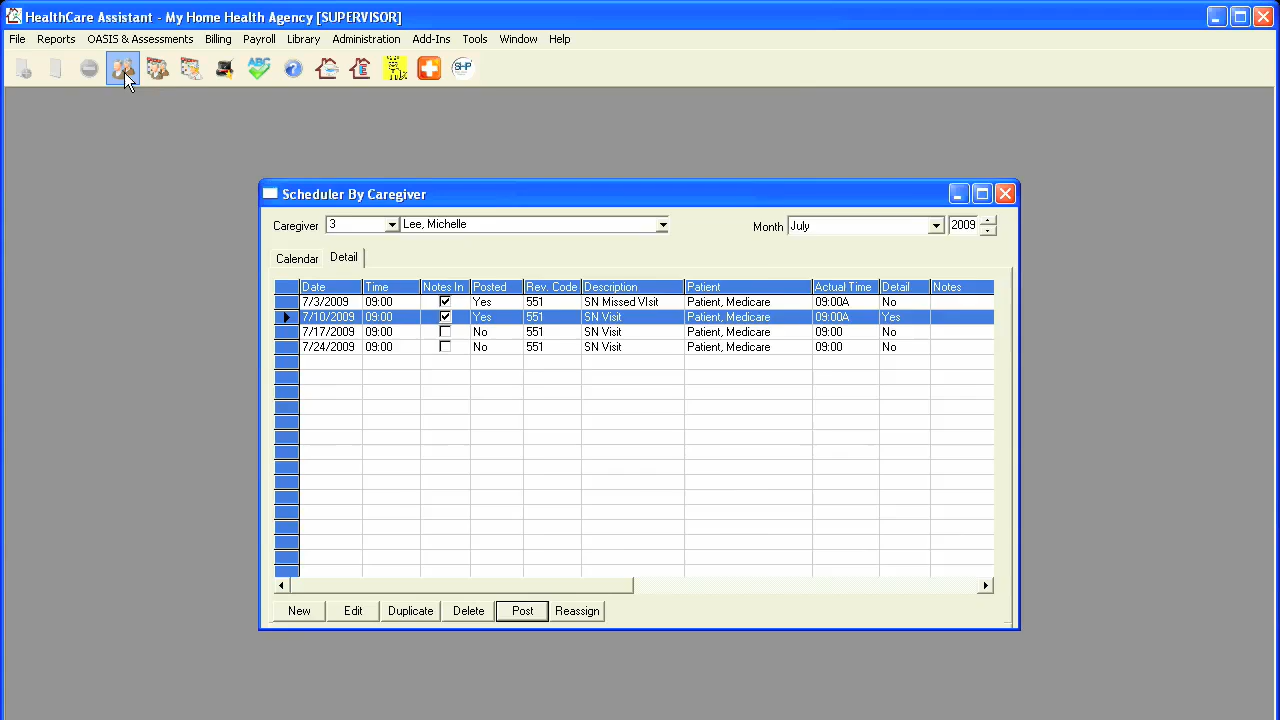 HealthCare Assistant - My Home Health Agency [SUPERVISOR]
File Reports OASIS & Assessments Billing Payroll Library Administration Add-Ins Tools Window Help
ABC ? E SHP
Scheduler By Caregiver
Caregiver 3 Lee, Michelle Month July 2009
Calendar Detail
Date Time Notes In Posted Rev. Code Description Patient Actual Time Detail Notes
7/3/2009 09:00 Yes 551 SN Missed VIsit Patient, Medicare 09:00A No
7/10/2009 09:00 Yes 551 SN Visit Patient, Medicare 09:00A Yes
7/17/2009 09:00 No 551 SN Visit Patient, Medicare 09:00 No
7/24/2009 09:00 No 551 SN Visit Patient, Medicare 09:00 No
New Edit Duplicate Delete Post Reassign